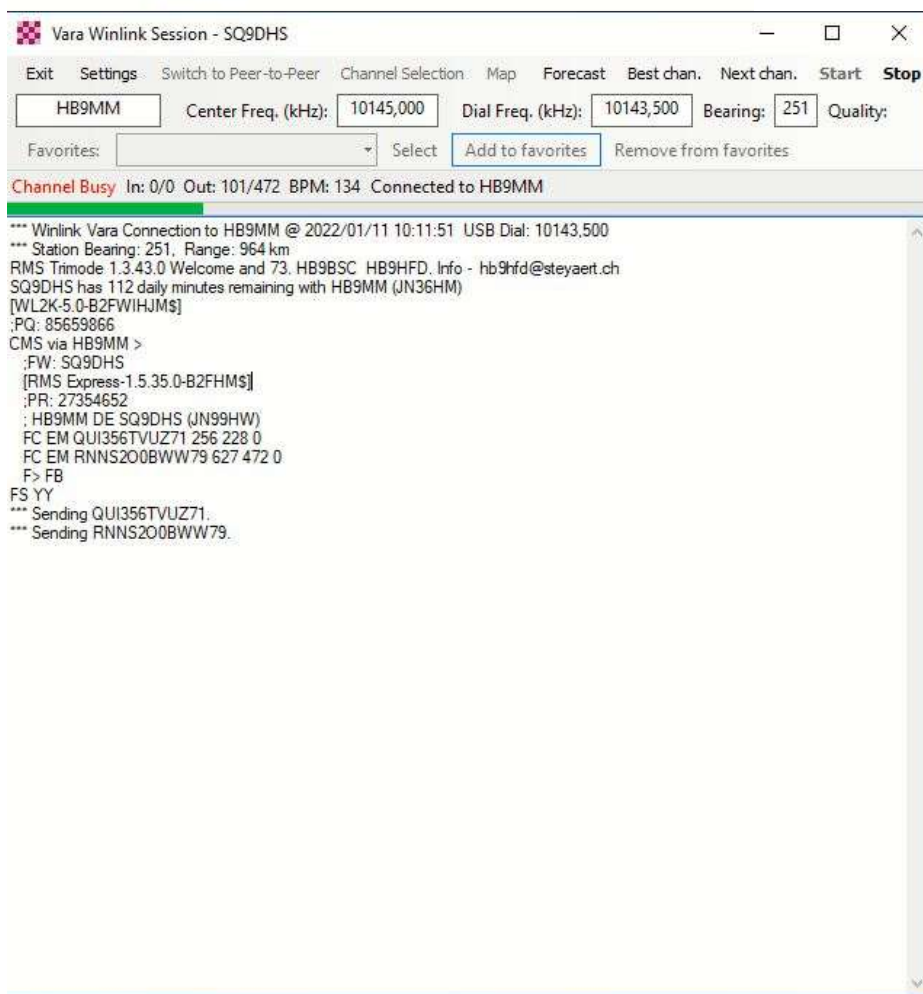 Vara Winlink Session - SQ9DHS
Exit Settings Switch to Peer-to-Peer Channel Selection Map Forecast Best chan. Next chan. Start Stop
HB9MM Center Freq. (kHz): 10145,000 Dial Freq. (kHz): 10143,500 Bearing: 251 Quality:
Favorites: Select Add to favorites Remove from favorites
Channel Busy In: 0/0 Out: 101/472 BPM: 134 Connected to HB9MM
*** Winlink Vara Connection to HB9MM @ 2022/01/11 10:11:51 USB Dial: 10143,500
*** Station Bearing: 251, Range: 964 km
RMS Trimode 1.3.43.0 Welcome and 73. HB9BSC HB9HFD. Info - hb9hfd@steyaert.ch
SQ9DHS has 112 daily minutes remaining with HB9MM (JN36HM)
[WL2K-5.0-B2FWIHJM$]
;PQ: 85659866
CMS via HB9MM >
;FW: SQ9DHS
[RMS Express-1.5.35.0-B2FHM$]
;PR: 27354652
; HB9MM DE SQ9DHS (JN99HW)
FC EM QUI356TVUZ71 256 228 0
FC EM RNNS2O0BWW79 627 472 0
F> FB
FS YY
*** Sending QUI356TVUZ71.
*** Sending RNNS2O0BWW79.